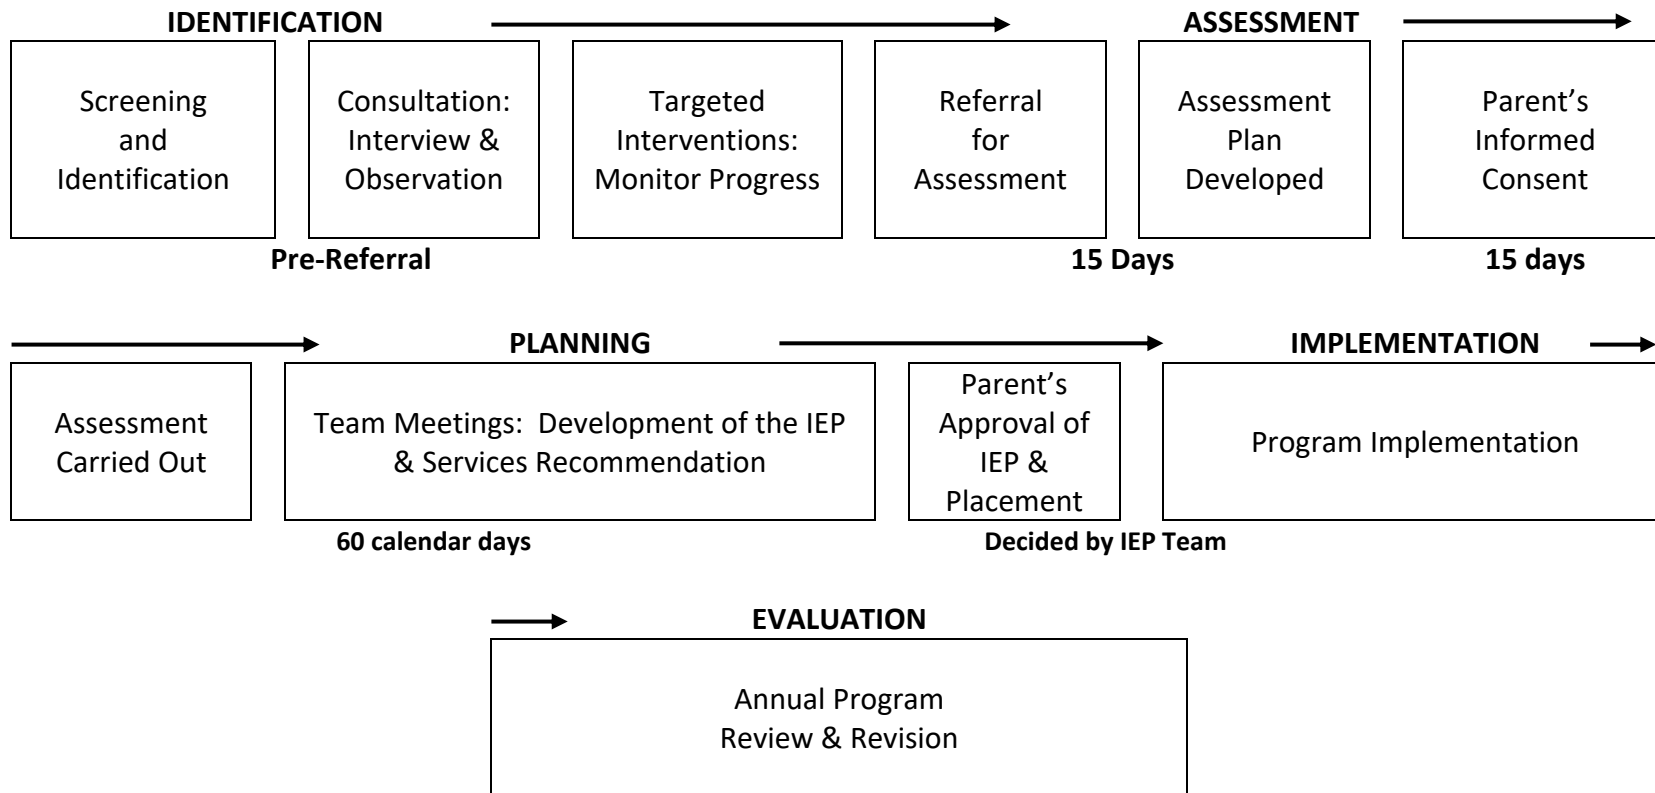 IDENTIFICATION
ASSESSMENT
Screening
and
Identification
Consultation:
Interview &
Observation
Targeted
Interventions:
Monitor Progress
Referral
for
Assessment
Assessment
Plan
Developed
Parent’s
Informed
Consent
Pre-Referral
15 Days
15 days
PLANNING
IMPLEMENTATION
Assessment
Carried Out
Team Meetings: Development of the IEP
& Services Recommendation
Parent’s
Approval of
IEP &
Placement
Program Implementation
60 calendar days
Decided by IEP Team
EVALUATION
Annual Program
Review & Revision